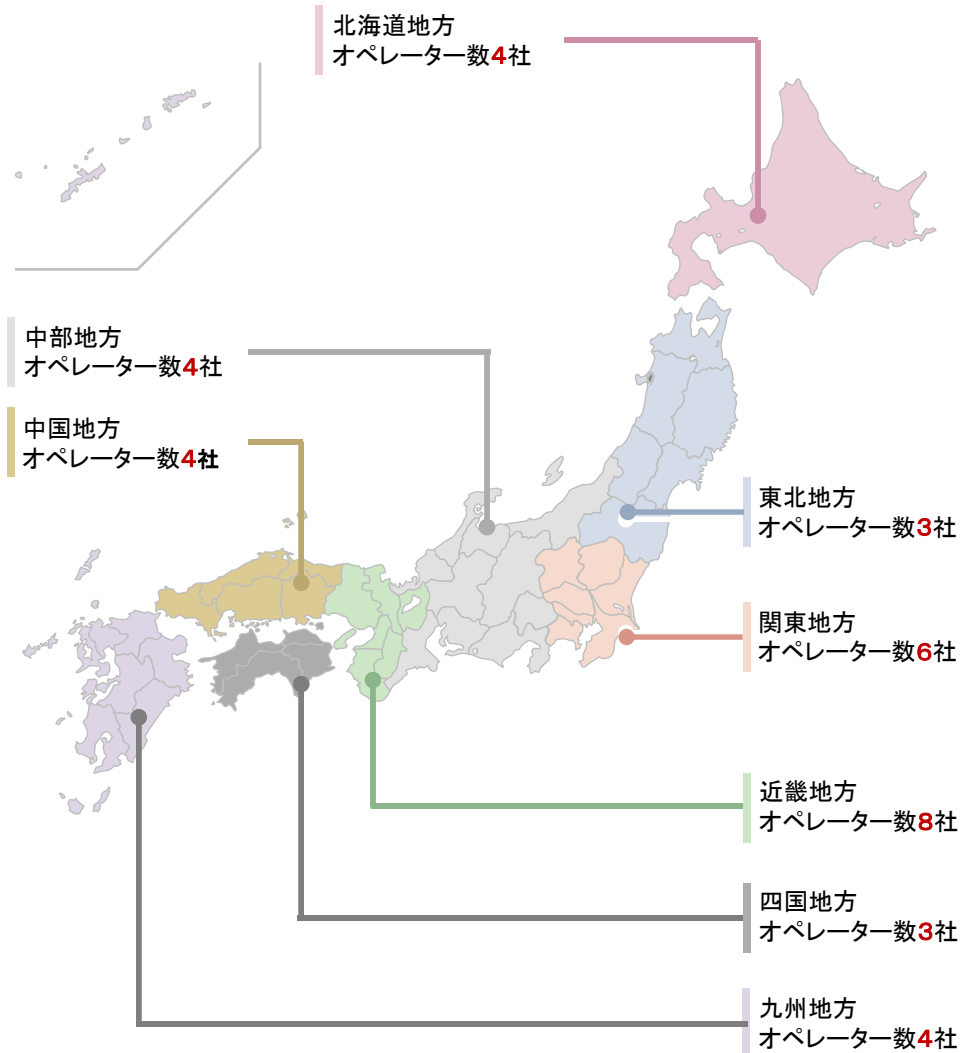 北海道地方
オペレーター数4社
中部地方
オペレーター数4社
中国地方
オペレーター数4社
東北地方
オペレーター数3社
関東地方
オペレーター数6社
近畿地方
オペレーター数8社
四国地方
オペレーター数3社
九州地方
オペレーター数4社